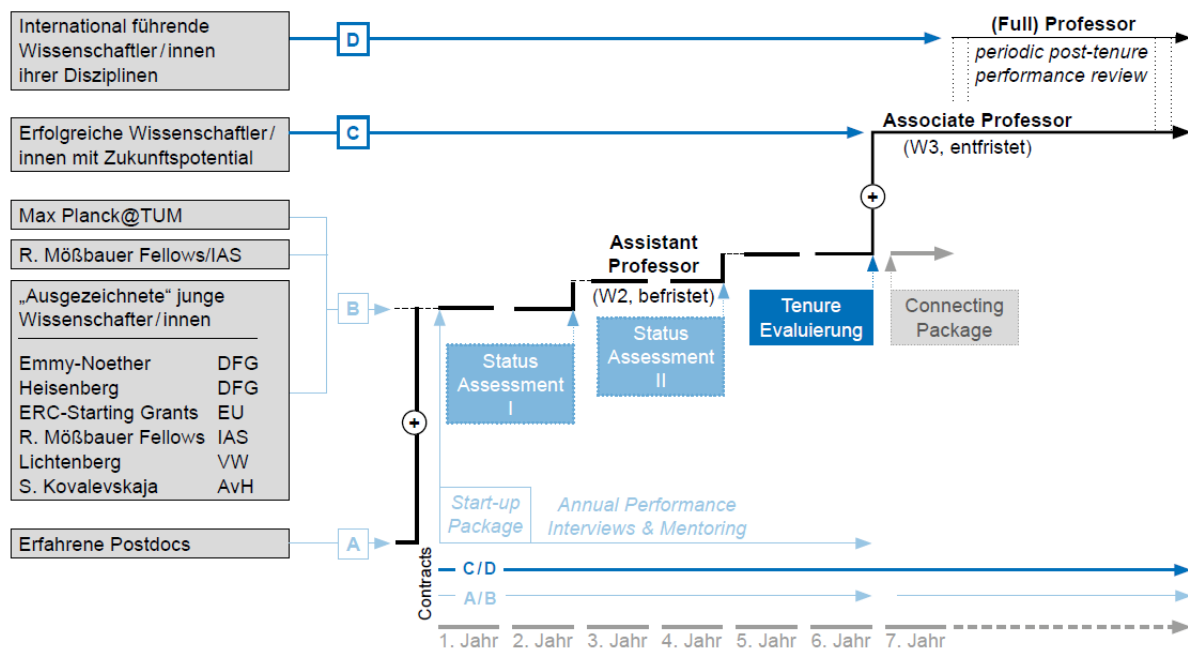 International führende
Wissenschaftler/innen
ihrer Disziplinen
D
(Full) Professor
periodic post-tenure
performance review
Erfolgreiche Wissenschaftler/
innen mit Zukunftspotential
C
Associate Professor
(W3, entfristet)
+
Max Planck@TUM
R. Mößbauer Fellows/IAS
„Ausgezeichnete“ junge
Wissenschafter/innen
Emmy-Noether DFG
Heisenberg DFG
ERC-Starting Grants EU
R. Mößbauer Fellows IAS
Lichtenberg VW
S. Kovalevskaja AvH
B
Assistant
Professor
(W2, befristet)
Status
Assessment
I
Status
Assessment
II
Tenure
Evaluierung
Connecting
Package
+
Erfahrene Postdocs
A
Start-up
Package
Annual Performance
Interviews & Mentoring
Contracts
C/D
A/B
1. Jahr 2. Jahr 3. Jahr 4. Jahr 5. Jahr 6. Jahr 7. Jahr